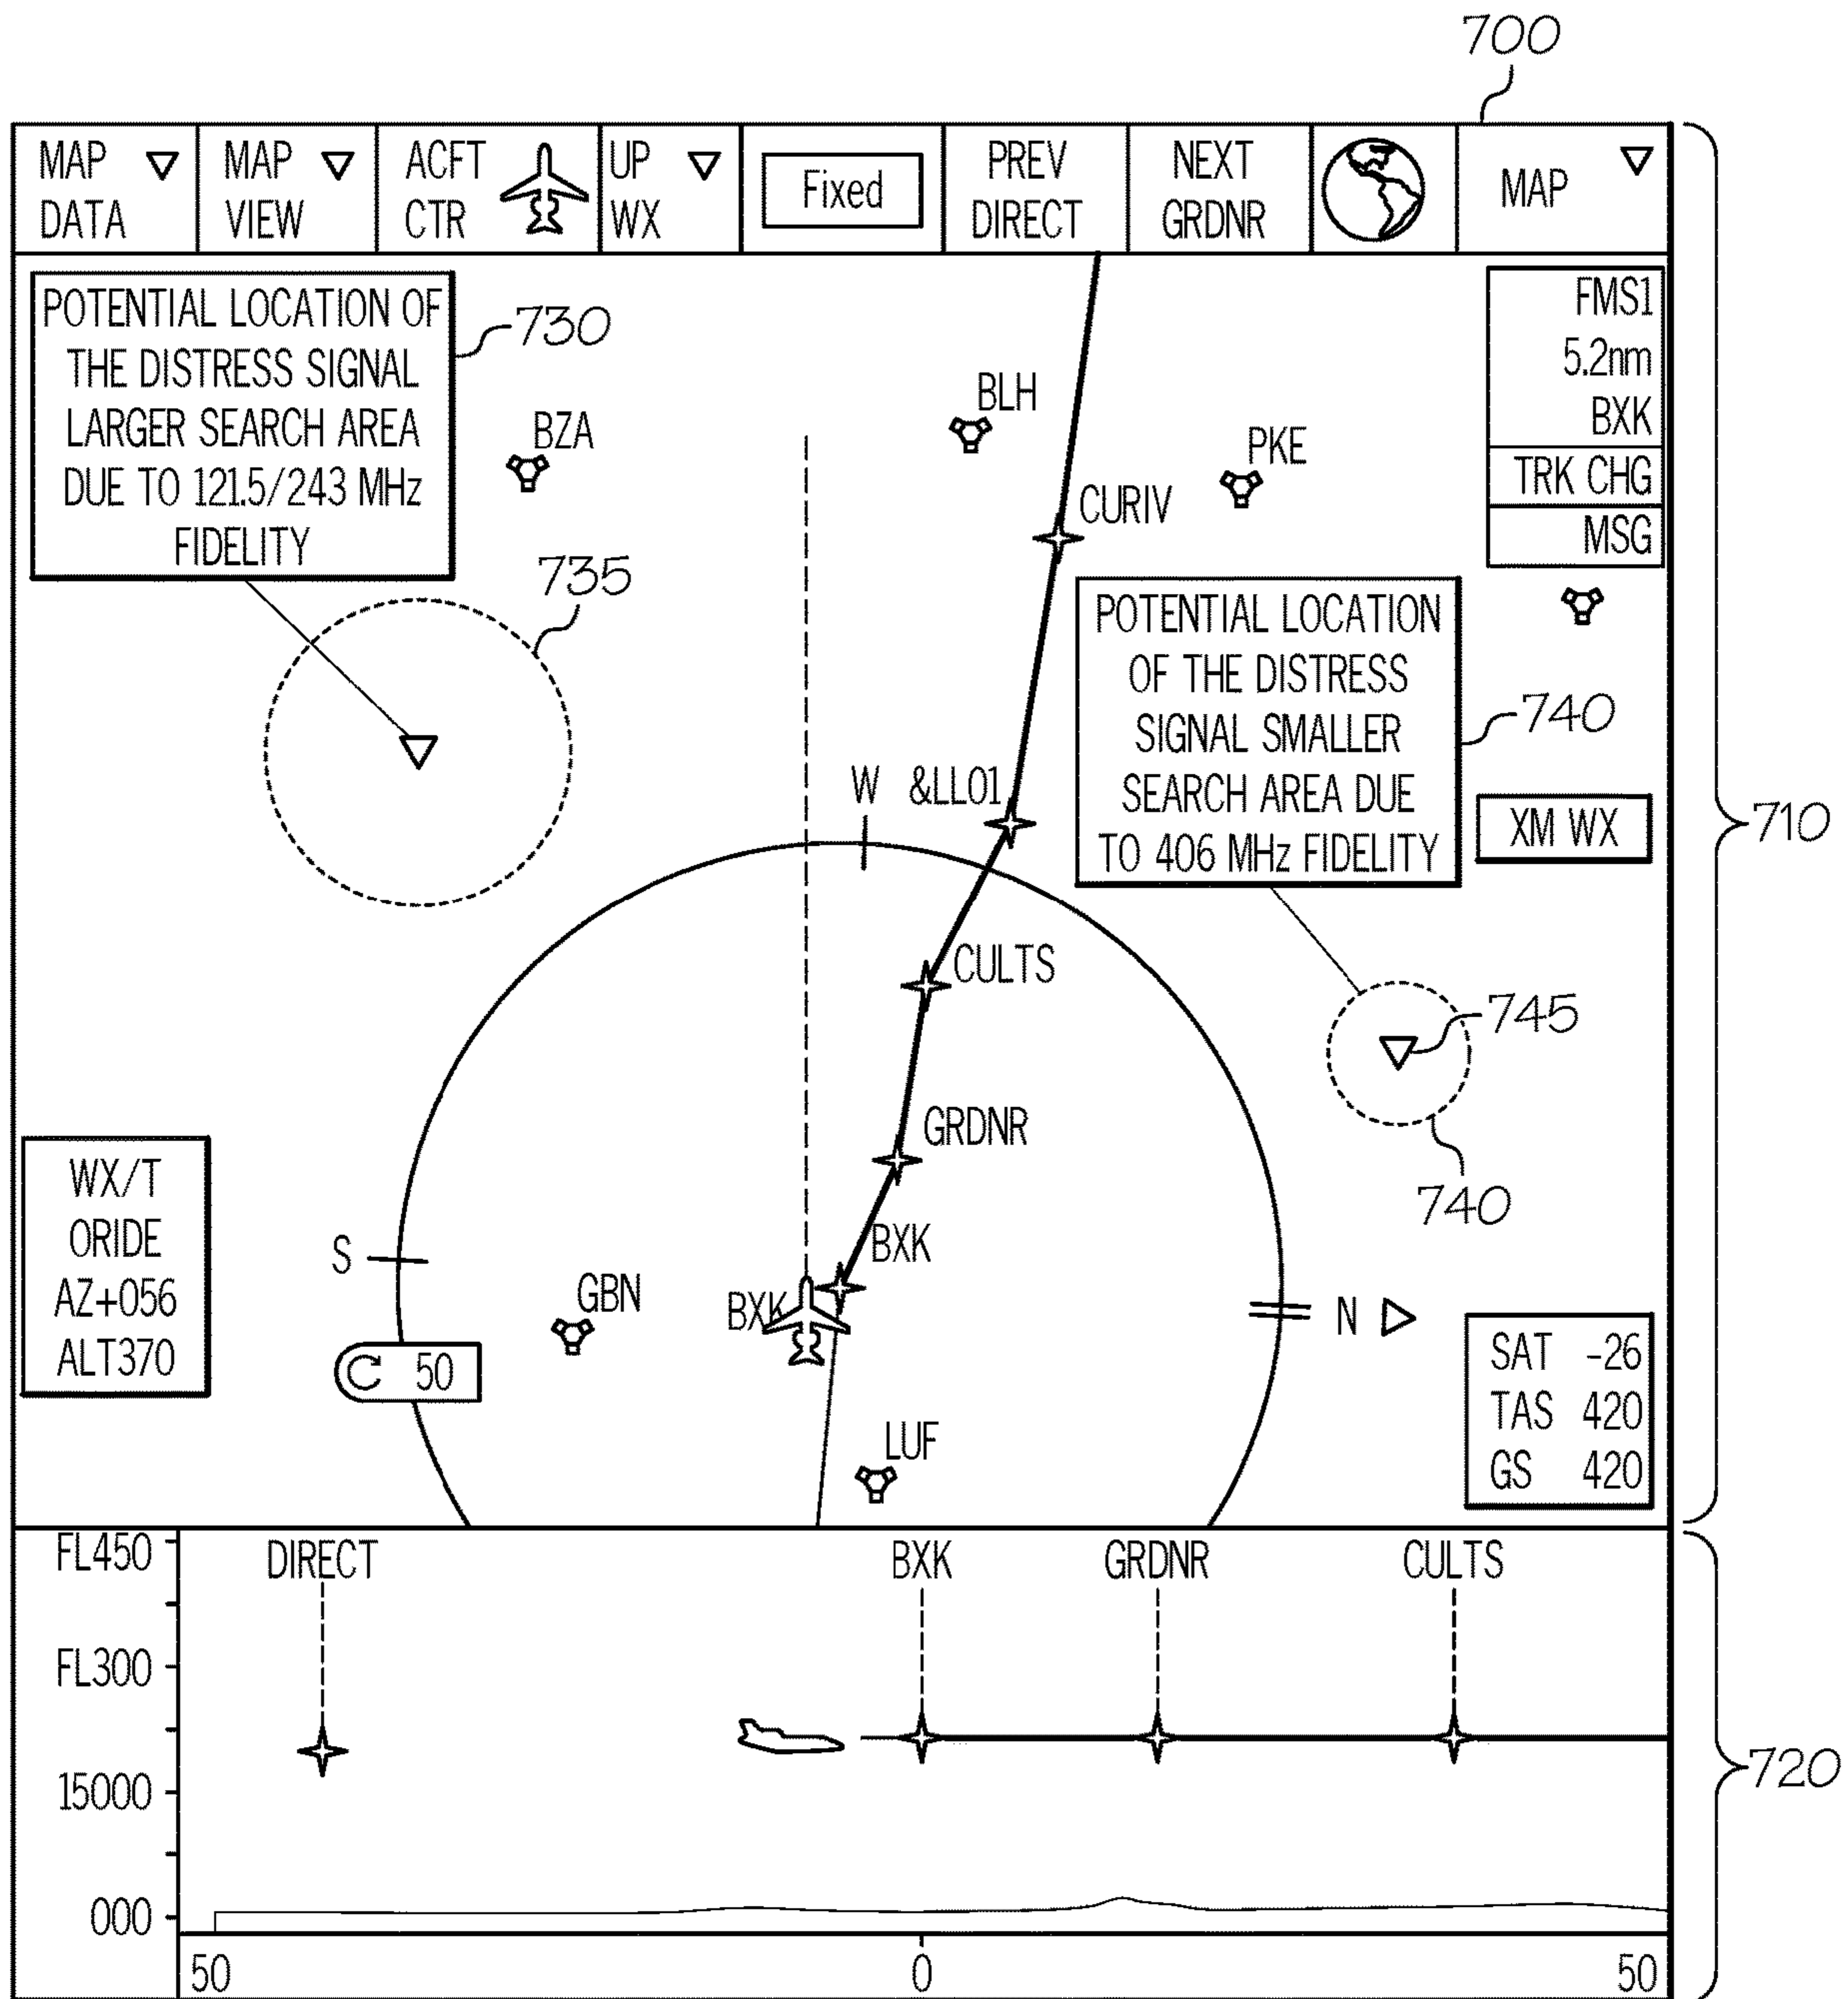 700
MAP
DATA
MAP
VIEW
ACFT
CTR
UP
WX
Fixed
PREV
DIRECT
NEXT
GRDNR
MAP
POTENTIAL LOCATION OF
THE DISTRESS SIGNAL
LARGER SEARCH AREA
DUE TO 121.5/243 MHz
FIDELITY
730
735
BZA
BLH
PKE
CURIV
FMS1
5.2nm
BXK
TRK CHG
MSG
710
POTENTIAL LOCATION
OF THE DISTRESS
SIGNAL SMALLER
SEARCH AREA DUE
TO 406 MHz FIDELITY
740
XM WX
W
&LL01
CULTS
745
740
GRDNR
BXK
BXK
WX/T
ORIDE
AZ+056
ALT370
S
GBN
50
N
LUF
SAT -26
TAS 420
GS 420
FL450
FL300
15000
000
DIRECT
BXK
GRDNR
CULTS
720
50
0
50